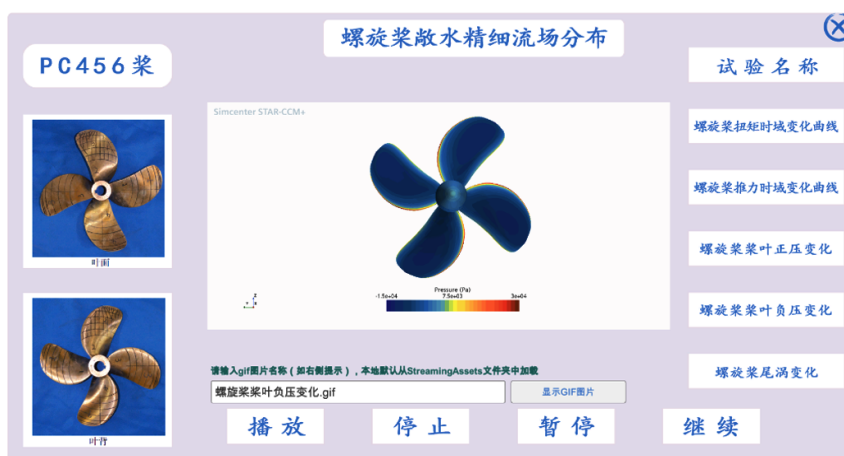 螺旋桨敞水精细流场分布
PC456桨
叶面
叶背
Simcenter STAR-CCM+
Pressure (Pa)
-1.5e+04 7.5e+03 3e+04
请输入gif图片名称（如右侧提示），本地默认从StreamingAssets文件夹中加载
螺旋桨桨叶负压变化.gif
显示GIF图片
播放 停止 暂停 继续
试验名称
螺旋桨扭矩时域变化曲线
螺旋桨推力时域变化曲线
螺旋桨桨叶正压变化
螺旋桨桨叶负压变化
螺旋桨尾涡变化